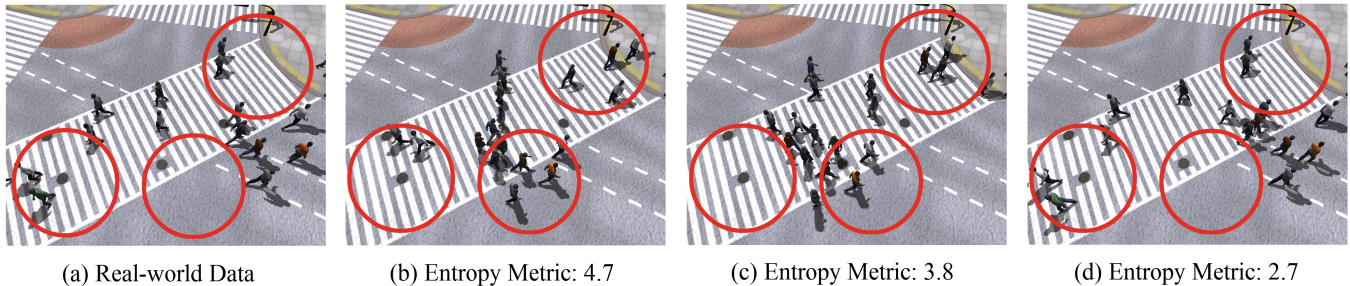 (a) Real-world Data
(b) Entropy Metric: 4.7
(c) Entropy Metric: 3.8
(d) Entropy Metric: 2.7